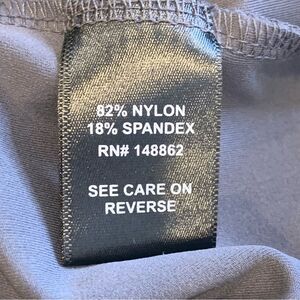 82% NYLON
18% SPANDEX
RN# 148862
SEE CARE ON
REVERSE